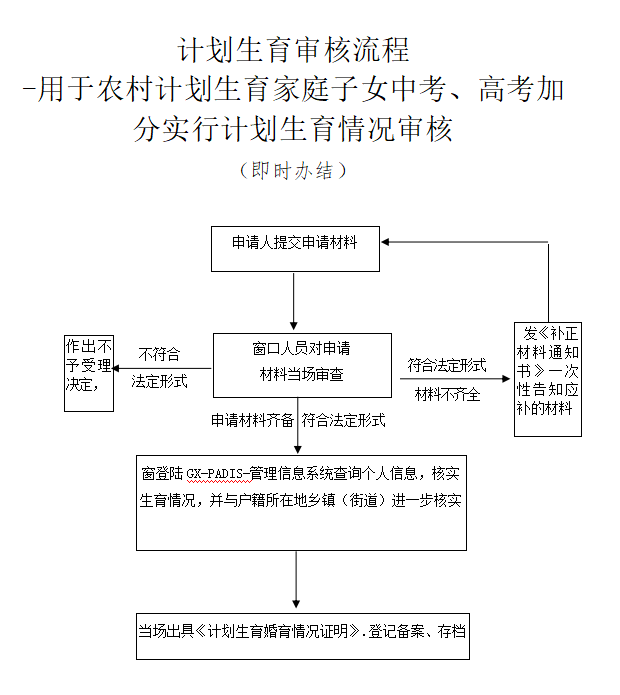 计划生育审核流程
-用于农村计划生育家庭子女中考、高考加
分实行计划生育情况审核
（即时办结）
申请人提交申请材料
窗口人员对申请
材料当场审查
不符合
法定形式
作出不
予受理
决定，
符合法定形式
材料不齐全
发《补正
材料通知
书》一次
性告知应
补的材料
申请材料齐备 符合法定形式
窗登陆 GX-PADIS-管理信息系统查询个人信息，核实
生育情况，并与户籍所在地乡镇（街道）进一步核实
当场出具《计划生育婚育情况证明》.登记备案、存档